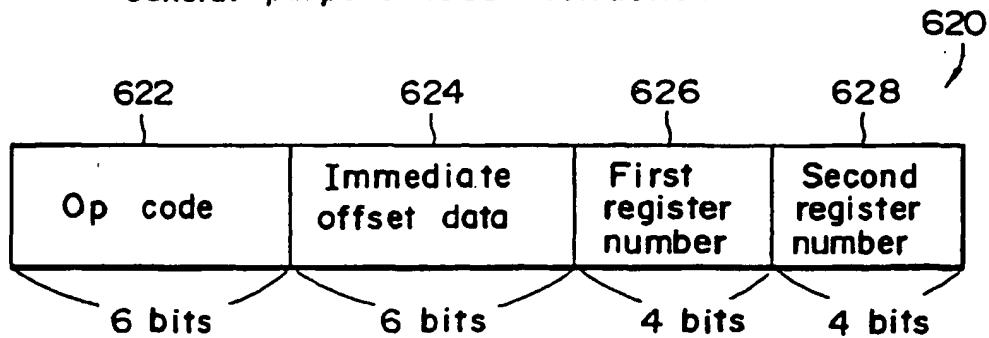 620
622 624 626 628
Op code
Immediate
offset data
First
register
number
Second
register
number
6 bits 6 bits 4 bits 4 bits